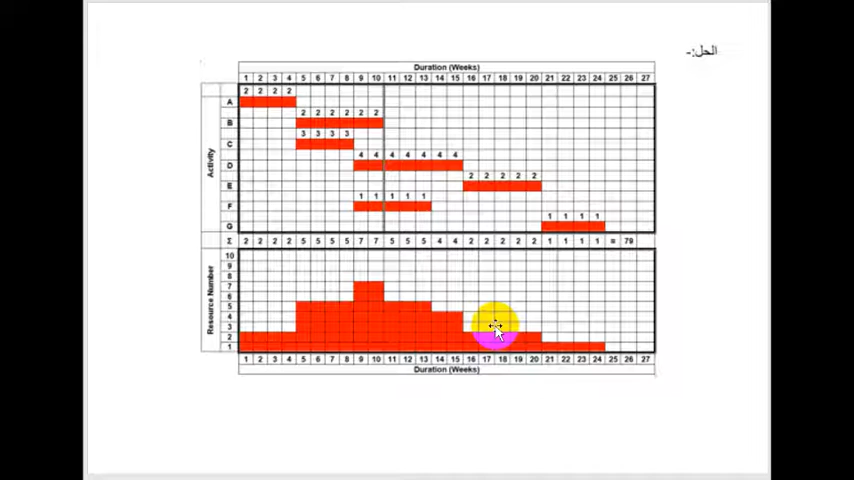 الحل:-
Duration (Weeks)
1 2 3 4 5 6 7 8 9 10 11 12 13 14 15 16 17 18 19 20 21 22 23 24 25 26 27
Activity
2 2 2 2
A
2 2 2 2 2 2
B
3 3 3 3
C
4 4 4 4 4 4 4
D
2 2 2 2 2
E
1 1 1 1 1
F
1 1 1 1
G
Σ 2 2 2 2 5 5 5 5 7 7 5 5 5 4 4 2 2 2 2 2 1 1 1 1 = 79
Resource Number
10
9
8
7
6
5
4
3
2
1
1 2 3 4 5 6 7 8 9 10 11 12 13 14 15 16 17 18 19 20 21 22 23 24 25 26 27
Duration (Weeks)